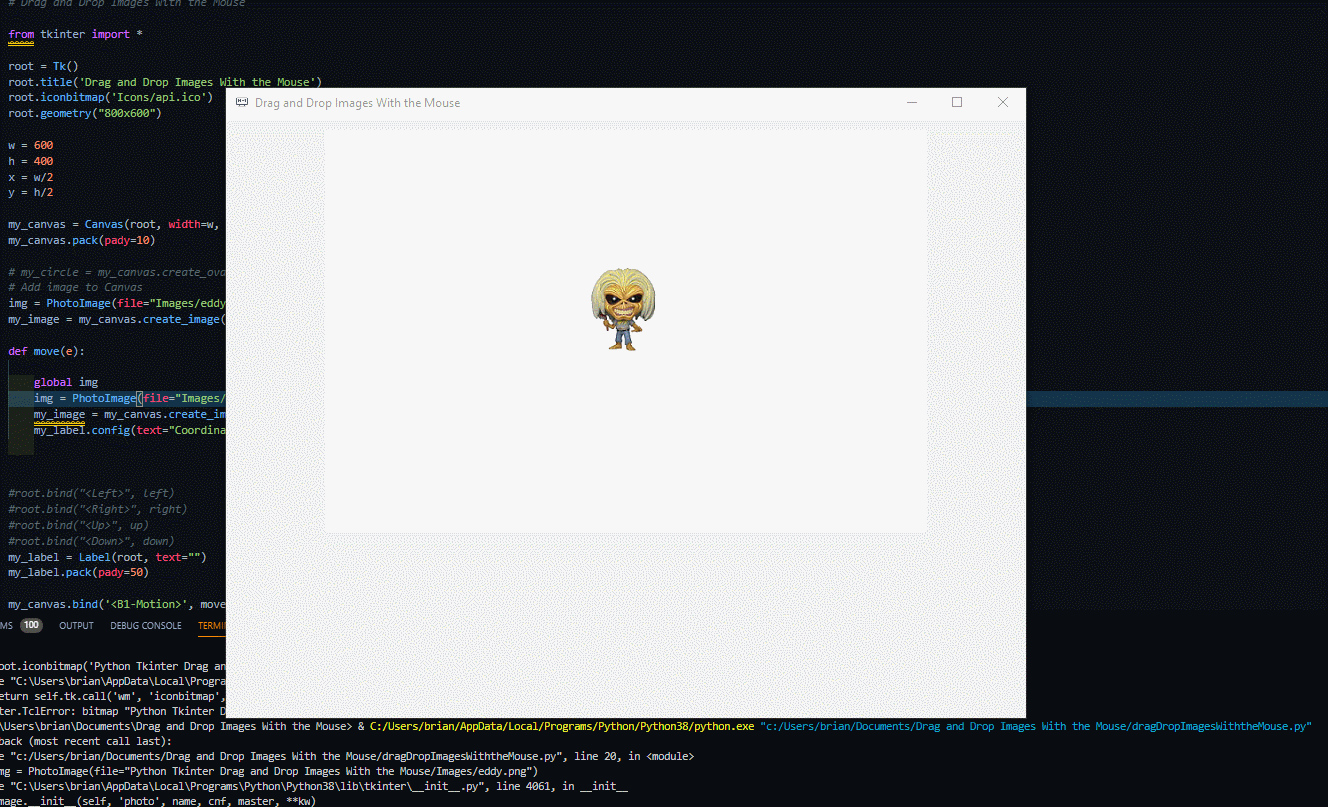 # Drag and Drop Images With the Mouse
from tkinter import *
root = Tk()
root.title('Drag and Drop Images With the Mouse')
root.iconbitmap('Icons/api.ico')
root.geometry("800x600")
w = 600
h = 400
x = w/2
y = h/2
my_canvas = Canvas(root, width=w,
my_canvas.pack(pady=10)
# my_circle = my_canvas.create_ova
# Add image to Canvas
img = PhotoImage(file="Images/eddy
my_image = my_canvas.create_image(
def move(e):
global img
img = PhotoImage(file="Images/
my_image = my_canvas.create_im
my_label.config(text="Coordina
#root.bind("<Left>", left)
#root.bind("<Right>", right)
#root.bind("<Up>", up)
#root.bind("<Down>", down)
my_label = Label(root, text="")
my_label.pack(pady=50)
my_canvas.bind('<B1-Motion>', move
Drag and Drop Images With the Mouse
MS 100 OUTPUT DEBUG CONSOLE TERMIN
oot.iconbitmap('Python Tkinter Drag an
e "C:\Users\brian\AppData\Local\Progra
eturn self.tk.call('wm', 'iconbitmap',
ter.TclError: bitmap "Python Tkinter D
\Users\brian\Documents\Drag and Drop Images With the Mouse> & C:/Users/brian/AppData/Local/Programs/Python/Python38/python.exe "c:/Users/brian/Documents/Drag and Drop Images With the Mouse/dragDropImagesWiththeMouse.py"
back (most recent call last):
e "c:/Users/brian/Documents/Drag and Drop Images With the Mouse/dragDropImagesWiththeMouse.py", line 20, in <module>
mg = PhotoImage(file="Python Tkinter Drag and Drop Images With the Mouse/Images/eddy.png")
e "C:\Users\brian\AppData\Local\Programs\Python\Python38\lib\tkinter\__init__.py", line 4061, in __init__
mage.__init__(self, 'photo', name, cnf, master, **kw)